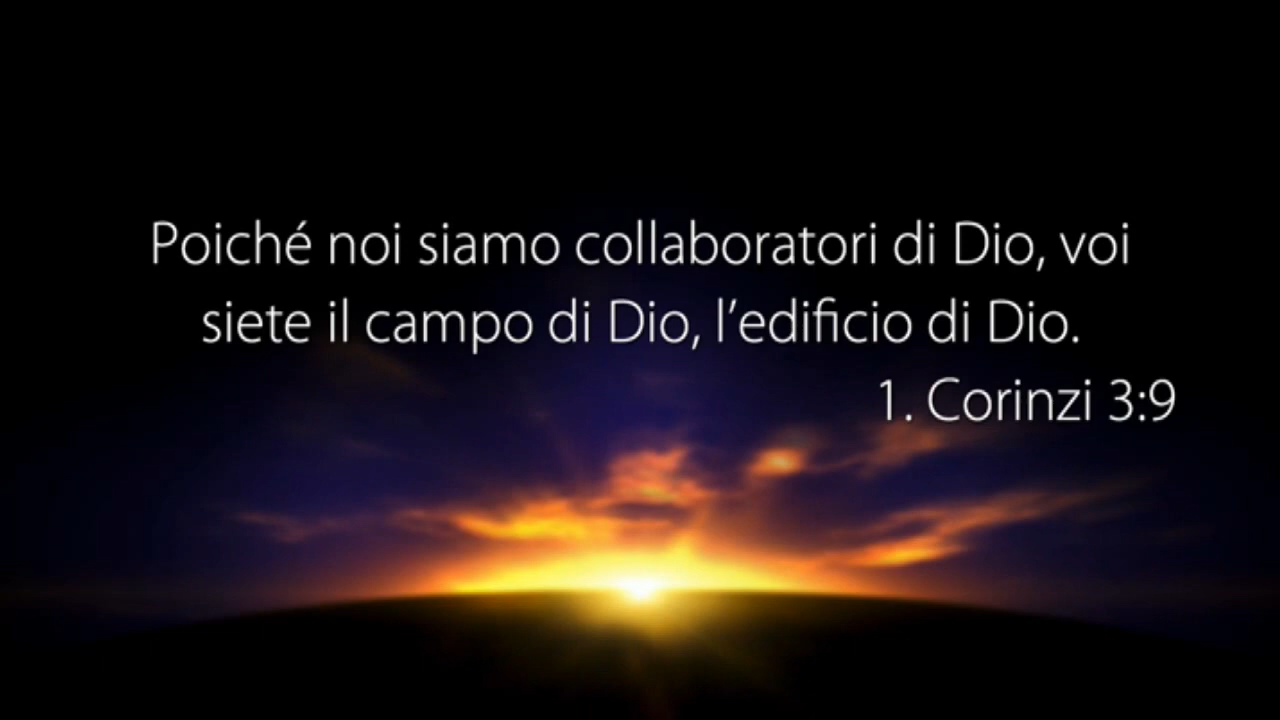 Poiché noi siamo collaboratori di Dio, voi
siete il campo di Dio, l’edificio di Dio.
1. Corinzi 3:9